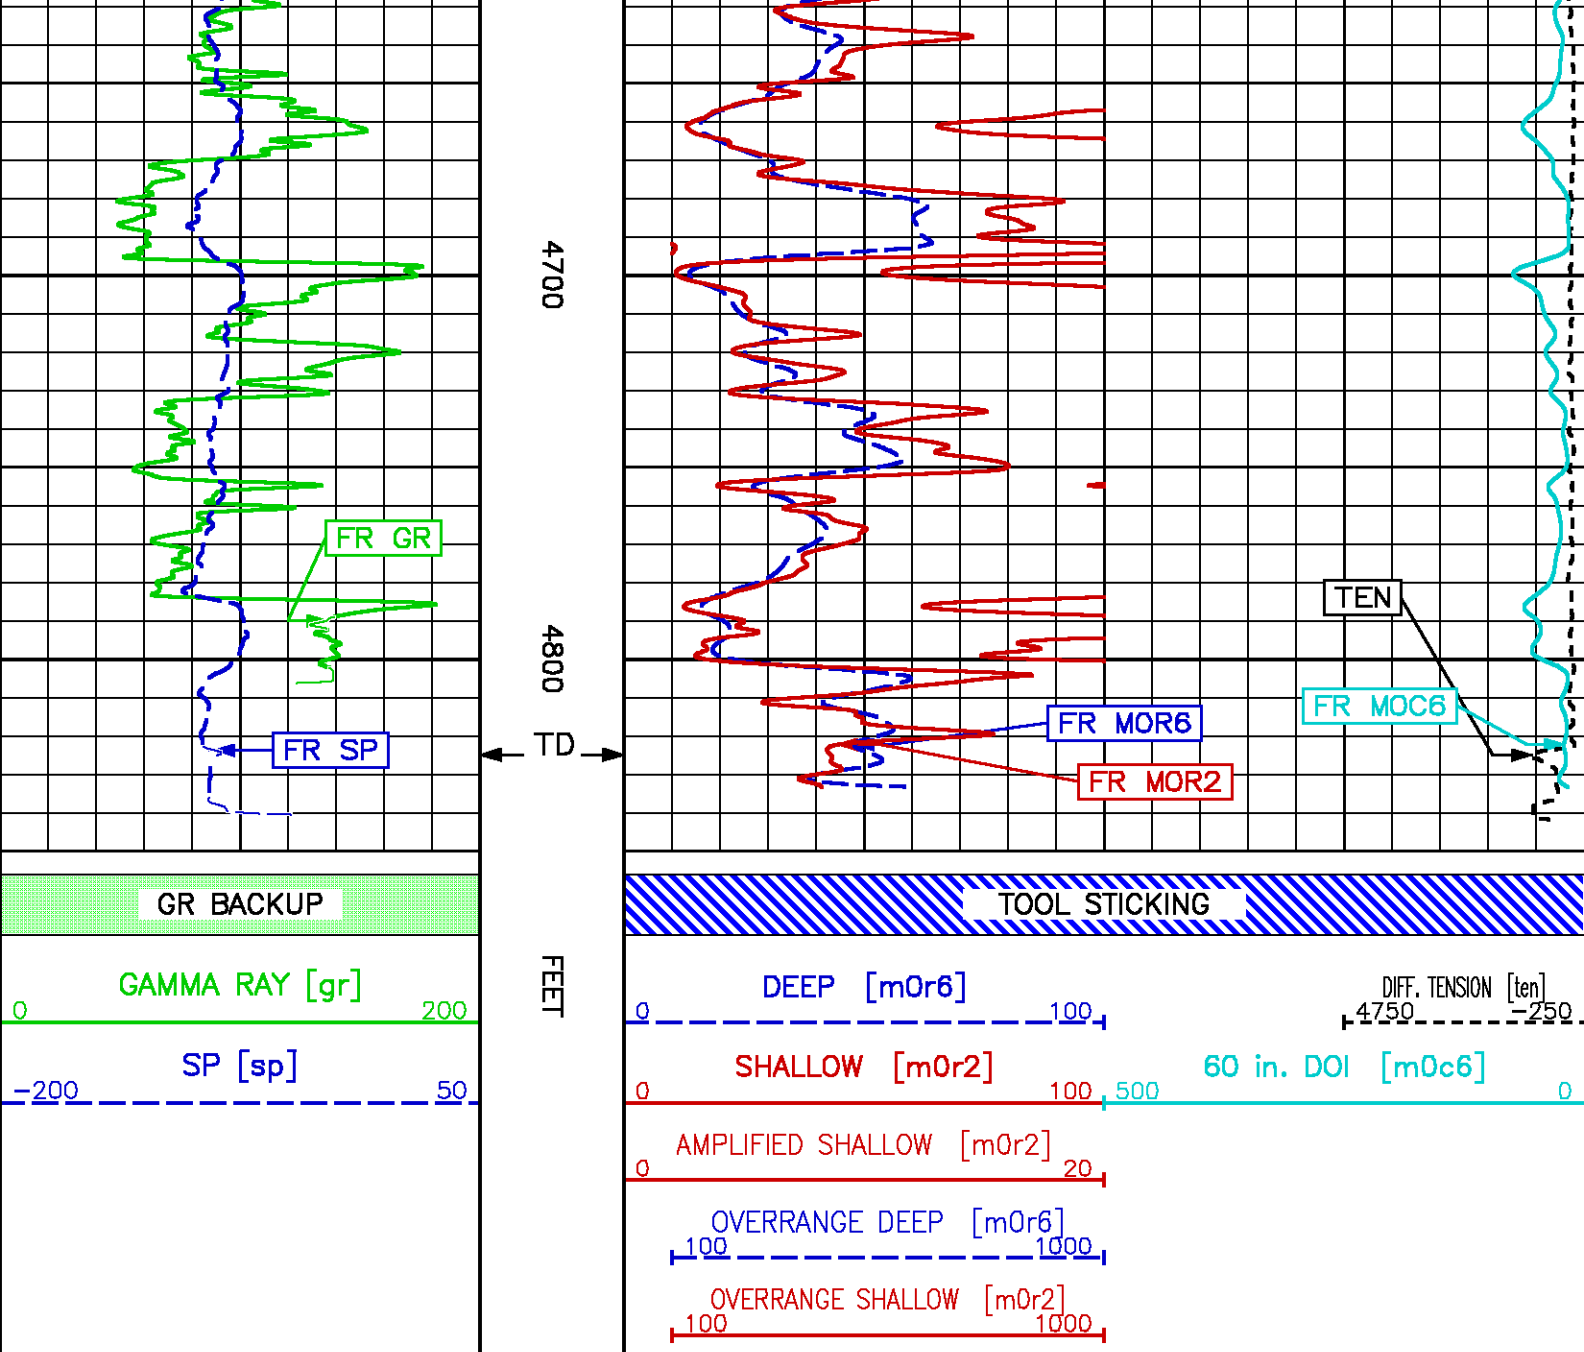 4700
FR GR
TEN
4800
FR MOC6
FR MOR6
TD
FR SP
FR MOR2
GR BACKUP
TOOL STICKING
FEET
GAMMA RAY [gr]
0 200
SP [sp]
-200 50
DEEP [m0r6]
0 100
DIFF. TENSION [ten]
4750 -250
SHALLOW [m0r2]
0 100
60 in. DOI [m0c6]
500 0
AMPLIFIED SHALLOW [m0r2]
0 20
OVERRANGE DEEP [m0r6]
100 1000
OVERRANGE SHALLOW [m0r2]
100 1000